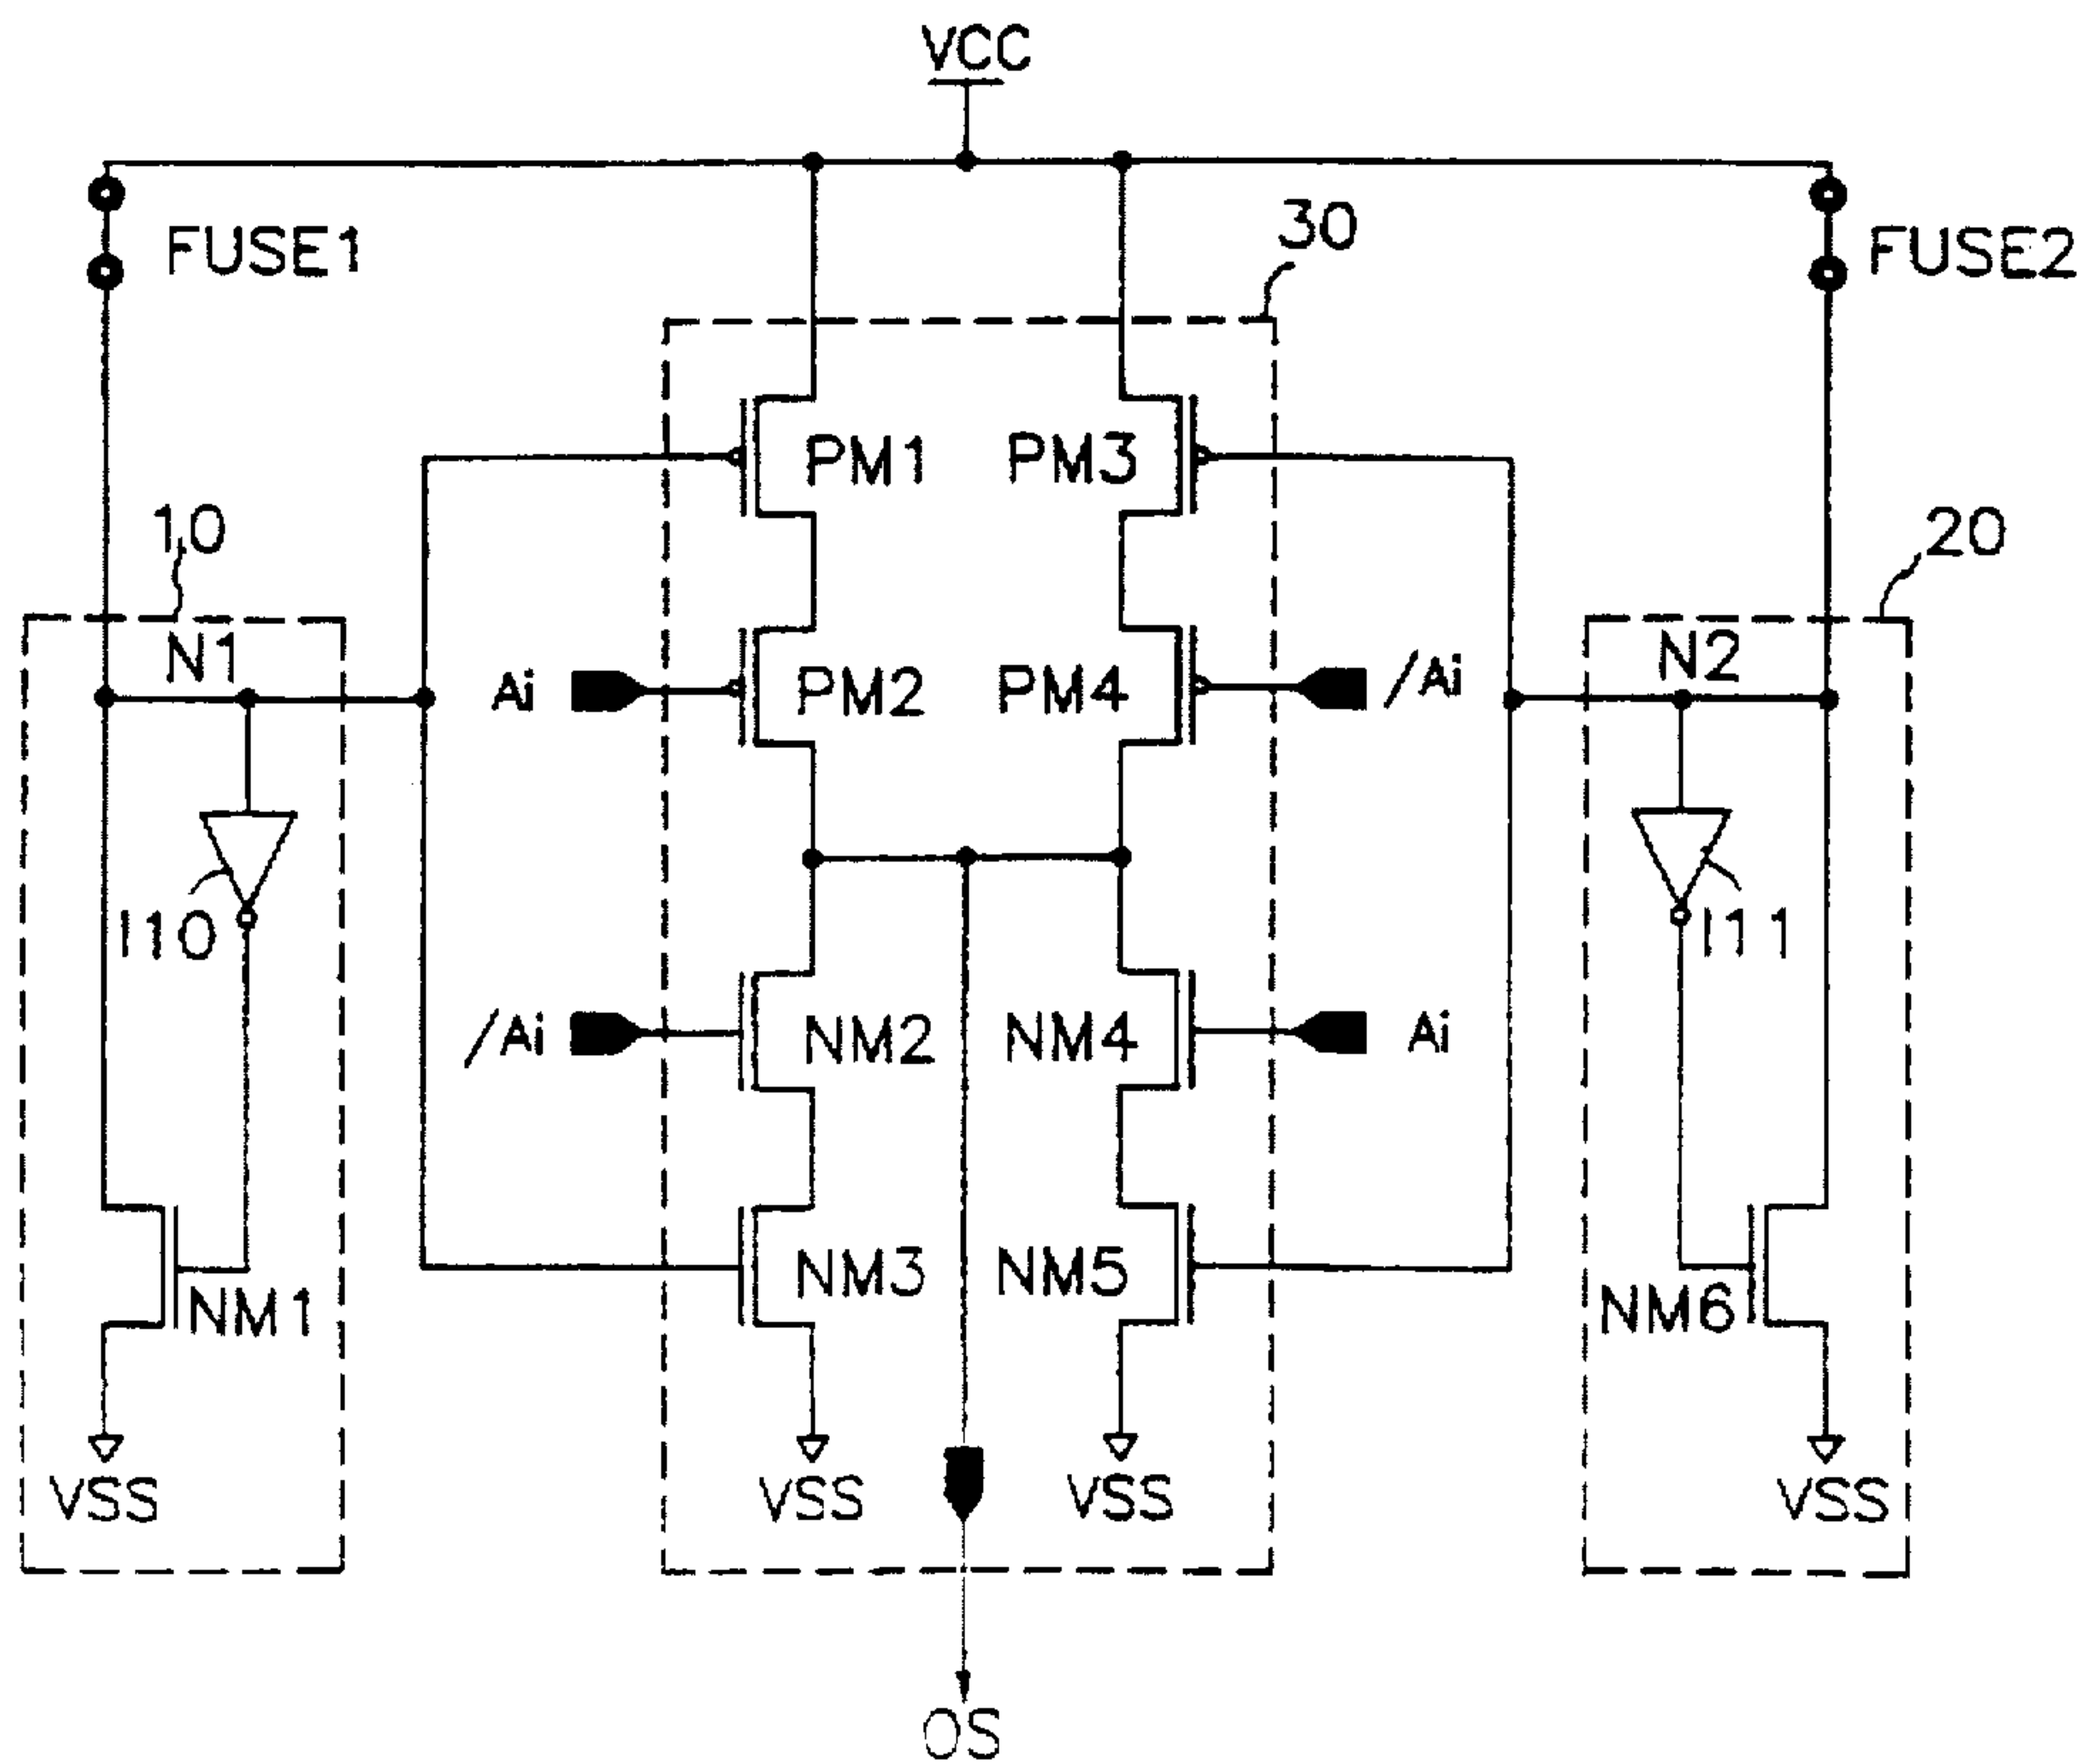 VCC
FUSE1
30
FUSE2
PM1
PM3
10
20
N1
N2
Ai
PM2
PM4
/Ai
I10
I11
/Ai
NM2
NM4
Ai
NM3
NM5
NM1
NM6
VSS
VSS
VSS
VSS
OS